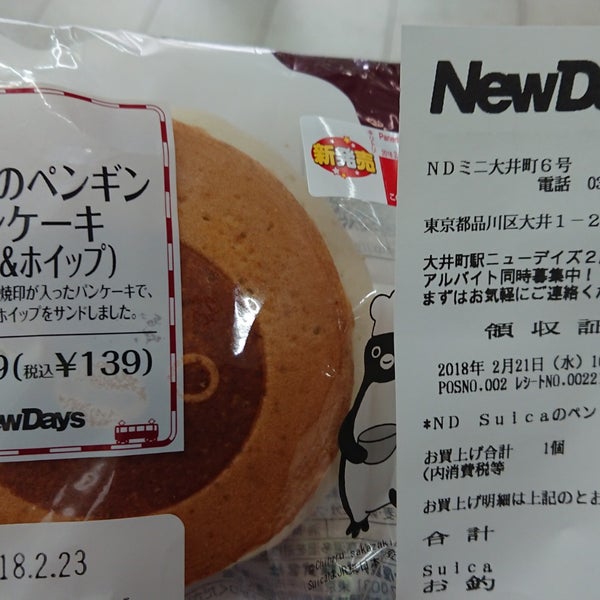 のペンギン
ンケーキ
&ホイップ)
焼印が入ったパンケーキで、
ホイップをサンドしました。
9(税込¥139)
ewDays
18.2.23
新発売
Chiharu Sakazaki
NewDa
NDミニ大井町6号
電話 03
東京都品川区大井1-2
大井町駅ニューデイズ2
アルバイト同時募集中!
まずはお気軽にご連絡くだ
領収証
2018年 2月21日(水)1
POSNO.002 レシートNO.0022
*ND Suicaのペン
お買上合計 1個
(内消費税等
お買上げ明細は上記のとお
合計
Suica
お釣